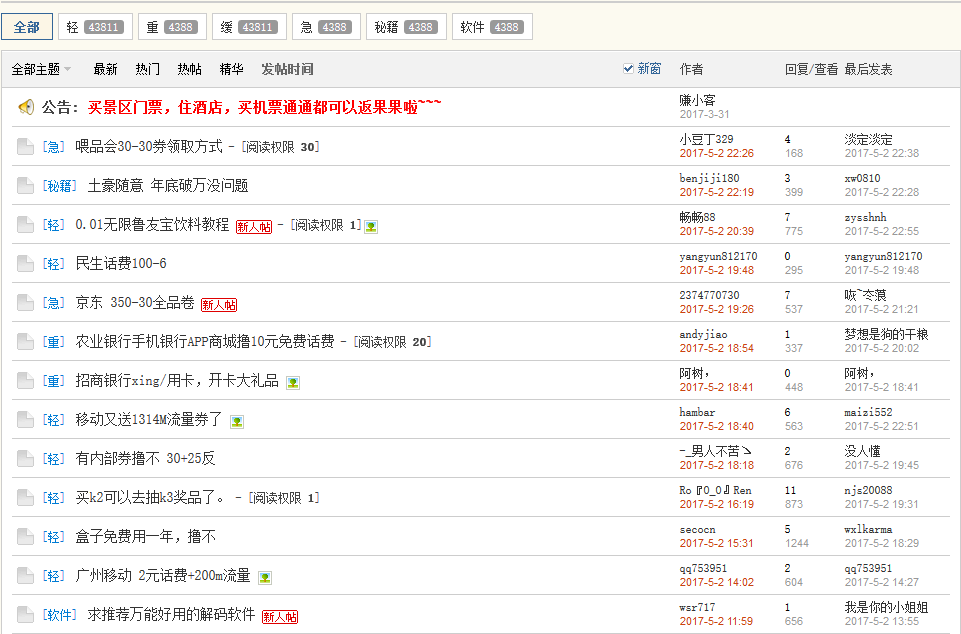 全部 轻 43811 重 4388 缓 43811 急 4388 秘籍 4388 软件 4388
全部主题 最新 热门 热帖 精华 发帖时间 新窗 作者 回复/查看 最后发表
公告: 买景区门票，住酒店，买机票通通都可以返果果啦~~~ 赚小客
2017-3-31
[急] 喂品会30-30券领取方式 - [阅读权限 30] 小豆丁329 4 淡定淡定
2017-5-2 22:26 168 2017-5-2 22:38
[秘籍] 土豪随意 年底破万没问题 benjiji180 3 xw0810
2017-5-2 22:19 399 2017-5-2 22:28
[轻] 0.01无限鲁友宝饮料教程 新人帖 - [阅读权限 1] 畅畅88 7 zysshnh
2017-5-2 20:39 775 2017-5-2 22:55
[轻] 民生话费100-6 yangyun812170 0 yangyun812170
2017-5-2 19:48 295 2017-5-2 19:48
[急] 京东 350-30全品卷 新人帖 2374770730 7
2017-5-2 19:26 537 2017-5-2 21:21
[重] 农业银行手机银行APP商城撸10元免费话费 - [阅读权限 20] andyjiao 1 梦想是狗的干粮
2017-5-2 18:54 337 2017-5-2 20:02
[重] 招商银行xing/用卡，开卡大礼品 阿树， 0 阿树，
2017-5-2 18:41 448 2017-5-2 18:41
[轻] 移动又送1314M流量券了 hambar 6 maizi552
2017-5-2 18:40 563 2017-5-2 22:51
[轻] 有内部券撸不 30+25反 -_男人不苦ゝ 2 没人懂
2017-5-2 18:18 676 2017-5-2 19:45
[轻] 买k2可以去抽k3奖品了。 - [阅读权限 1] Ro『O_O』Ren 11 njs20088
2017-5-2 16:19 873 2017-5-2 19:31
[轻] 盒子免费用一年，撸不 secocn 5 wxlkarma
2017-5-2 15:31 1244 2017-5-2 18:29
[轻] 广州移动 2元话费+200m流量 qq753951 2 qq753951
2017-5-2 14:02 604 2017-5-2 14:27
[软件] 求推荐万能好用的解码软件 新人帖 wsr717 1 我是你的小姐姐
2017-5-2 11:59 656 2017-5-2 13:55